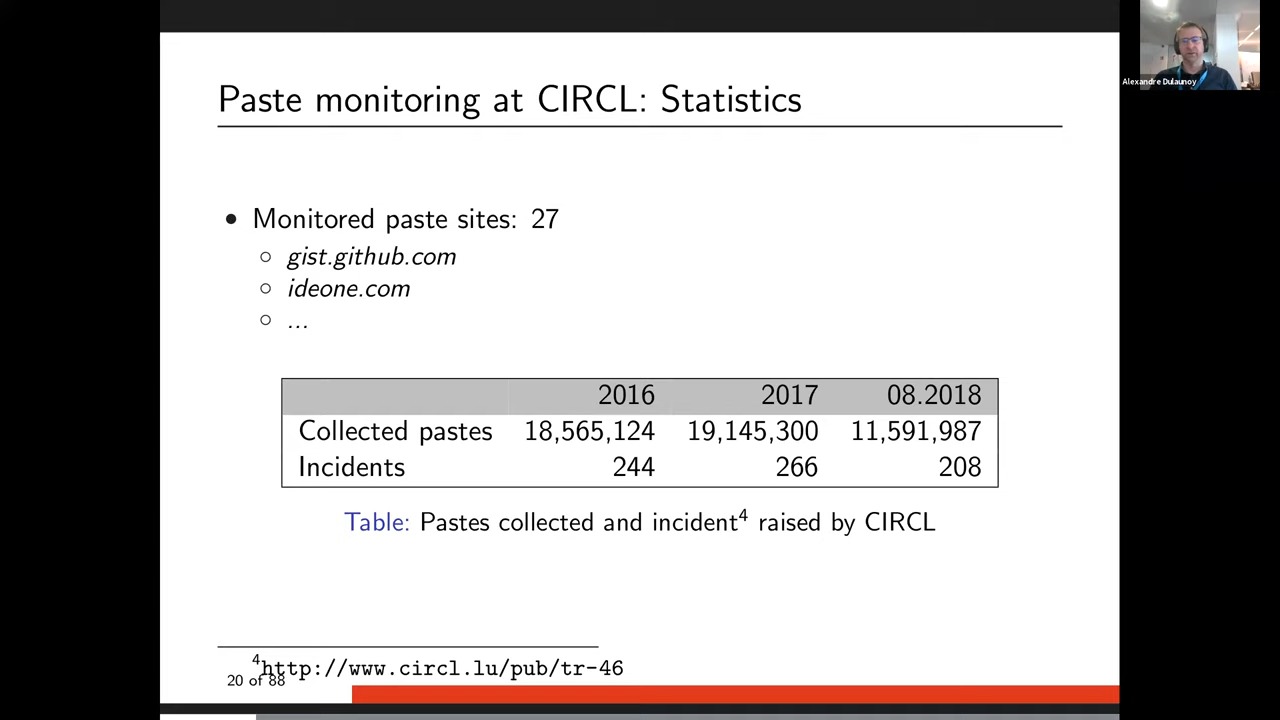 Paste monitoring at CIRCL: Statistics
Alexandre Dulaunoy
• Monitored paste sites: 27
○ gist.github.com
○ ideone.com
○ ...
2016 2017 08.2018
Collected pastes 18,565,124 19,145,300 11,591,987
Incidents 244 266 208
Table: Pastes collected and incident⁴ raised by CIRCL
⁴http://www.circl.lu/pub/tr-46
20 of 88